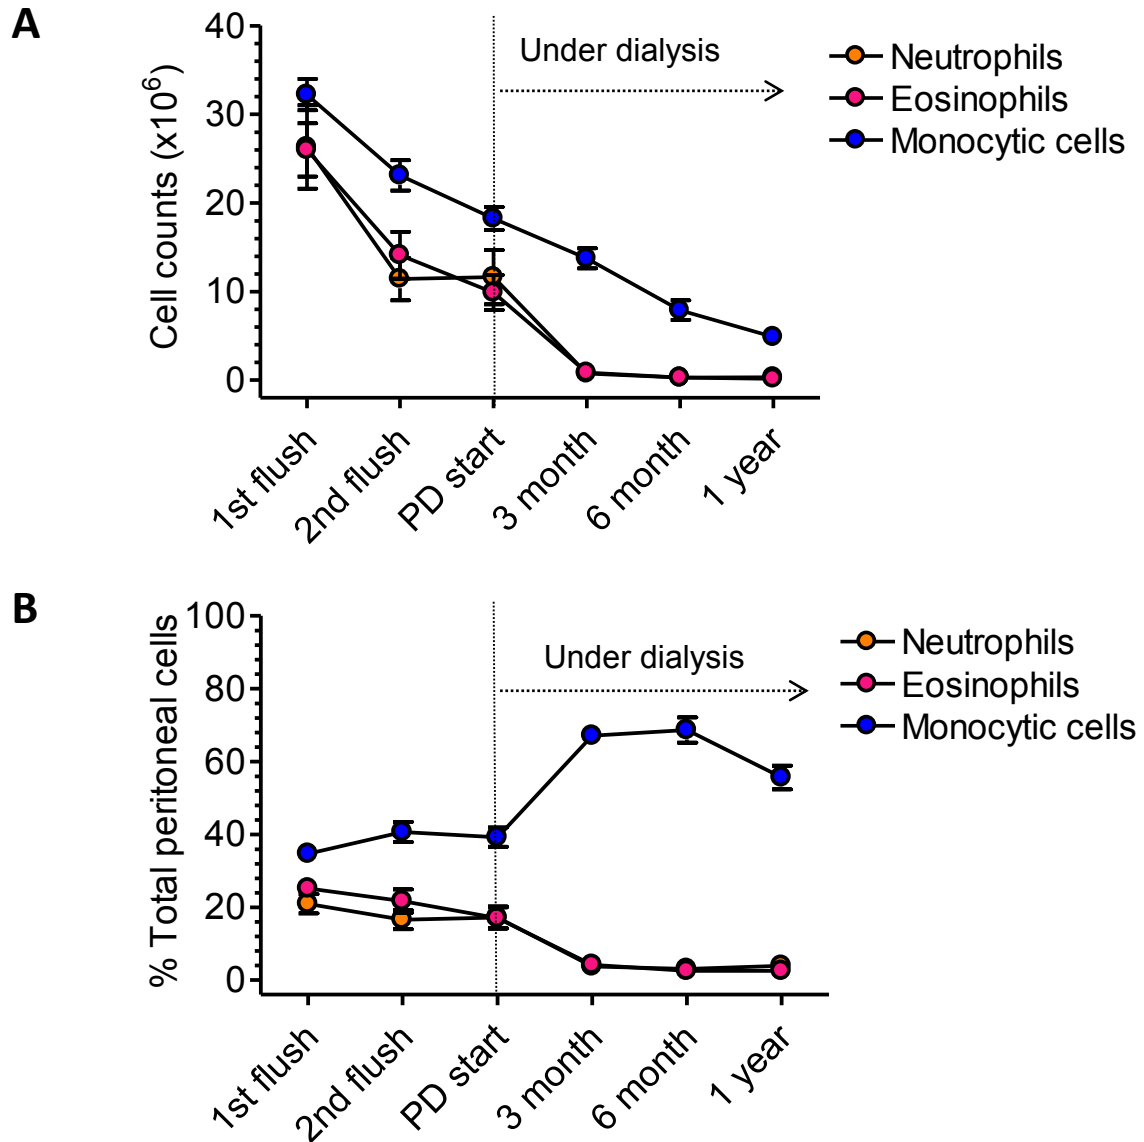 A
Cell counts (x10⁶)
40
30
20
10
0
Under dialysis
Neutrophils
Eosinophils
Monocytic cells
1st flush
2nd flush
PD start
3 month
6 month
1 year
B
% Total peritoneal cells
100
80
60
40
20
0
Under dialysis
Neutrophils
Eosinophils
Monocytic cells
1st flush
2nd flush
PD start
3 month
6 month
1 year